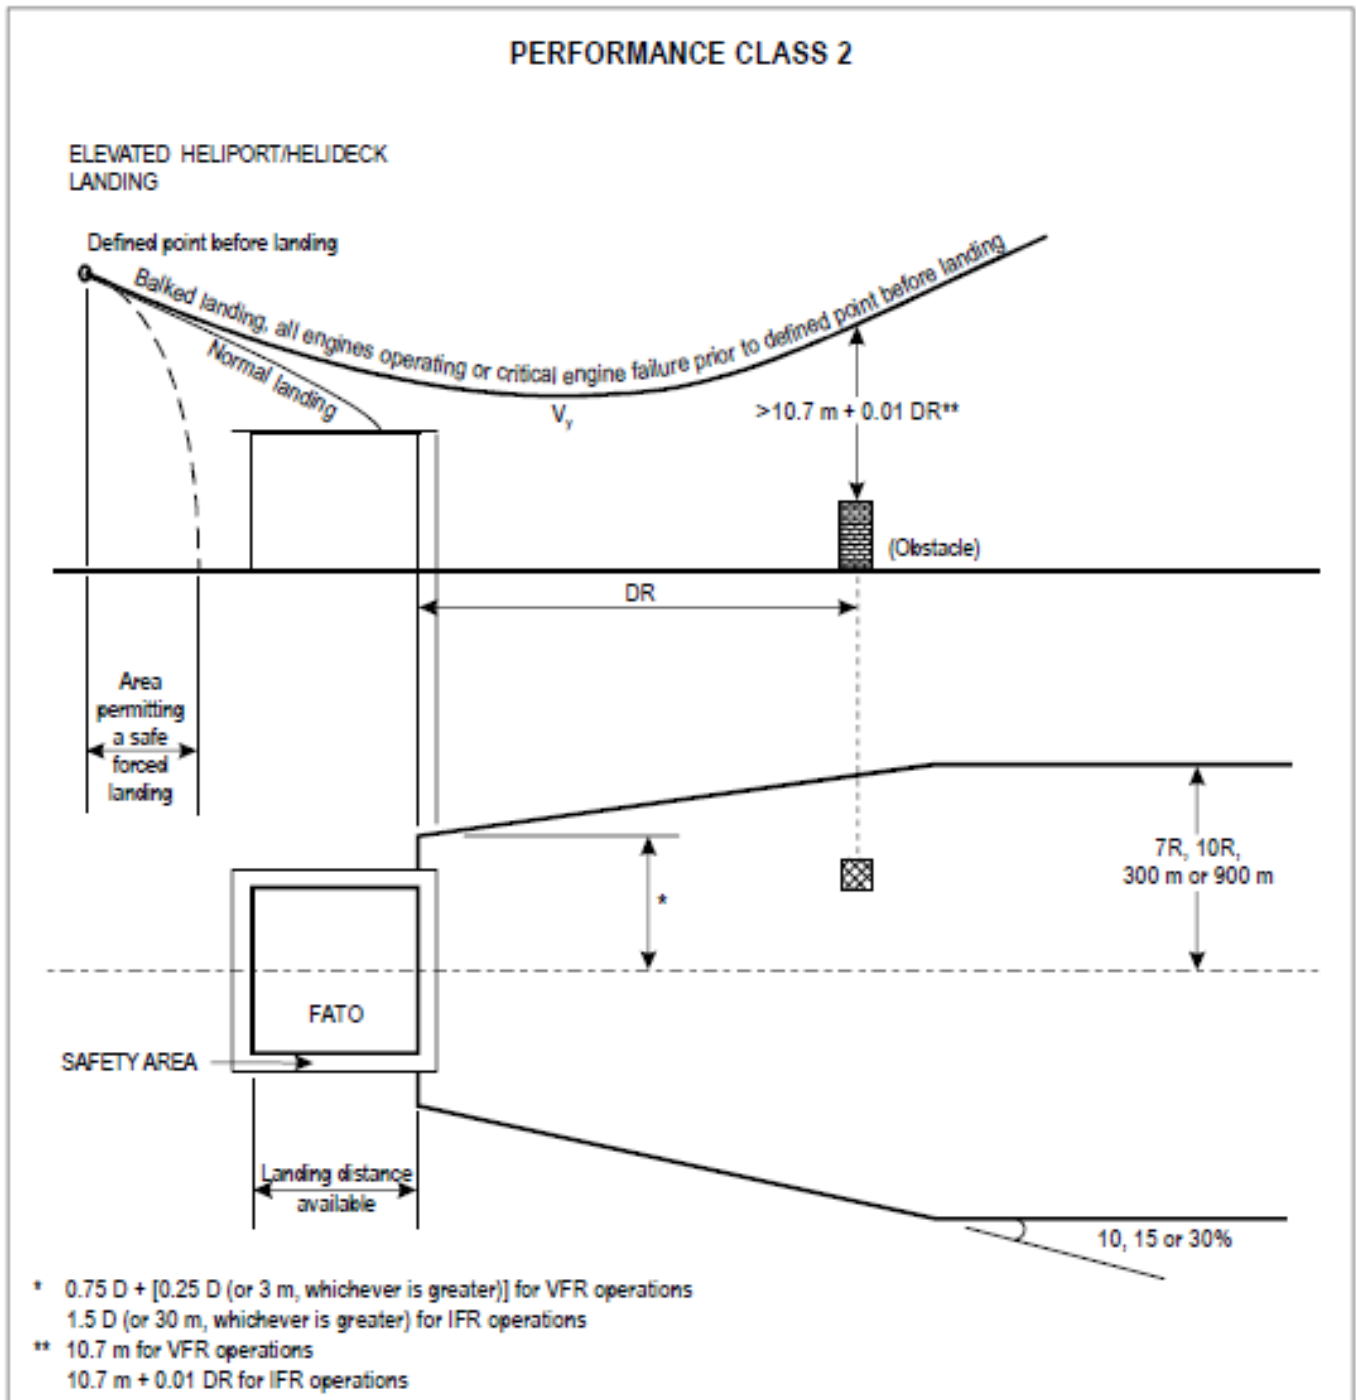 PERFORMANCE CLASS 2
ELEVATED HELIPORT/HELIDECK
LANDING
Defined point before landing
Balked landing, all engines operating or critical engine failure prior to defined point before landing
Normal landing
Vy
>10.7 m + 0.01 DR**
(Obstacle)
DR
Area
permitting
a safe
forced
landing
7R, 10R,
300 m or 900 m
*
FATO
SAFETY AREA
Landing distance
available
10, 15 or 30%
* 0.75 D + [0.25 D (or 3 m, whichever is greater)] for VFR operations
1.5 D (or 30 m, whichever is greater) for IFR operations
** 10.7 m for VFR operations
10.7 m + 0.01 DR for IFR operations